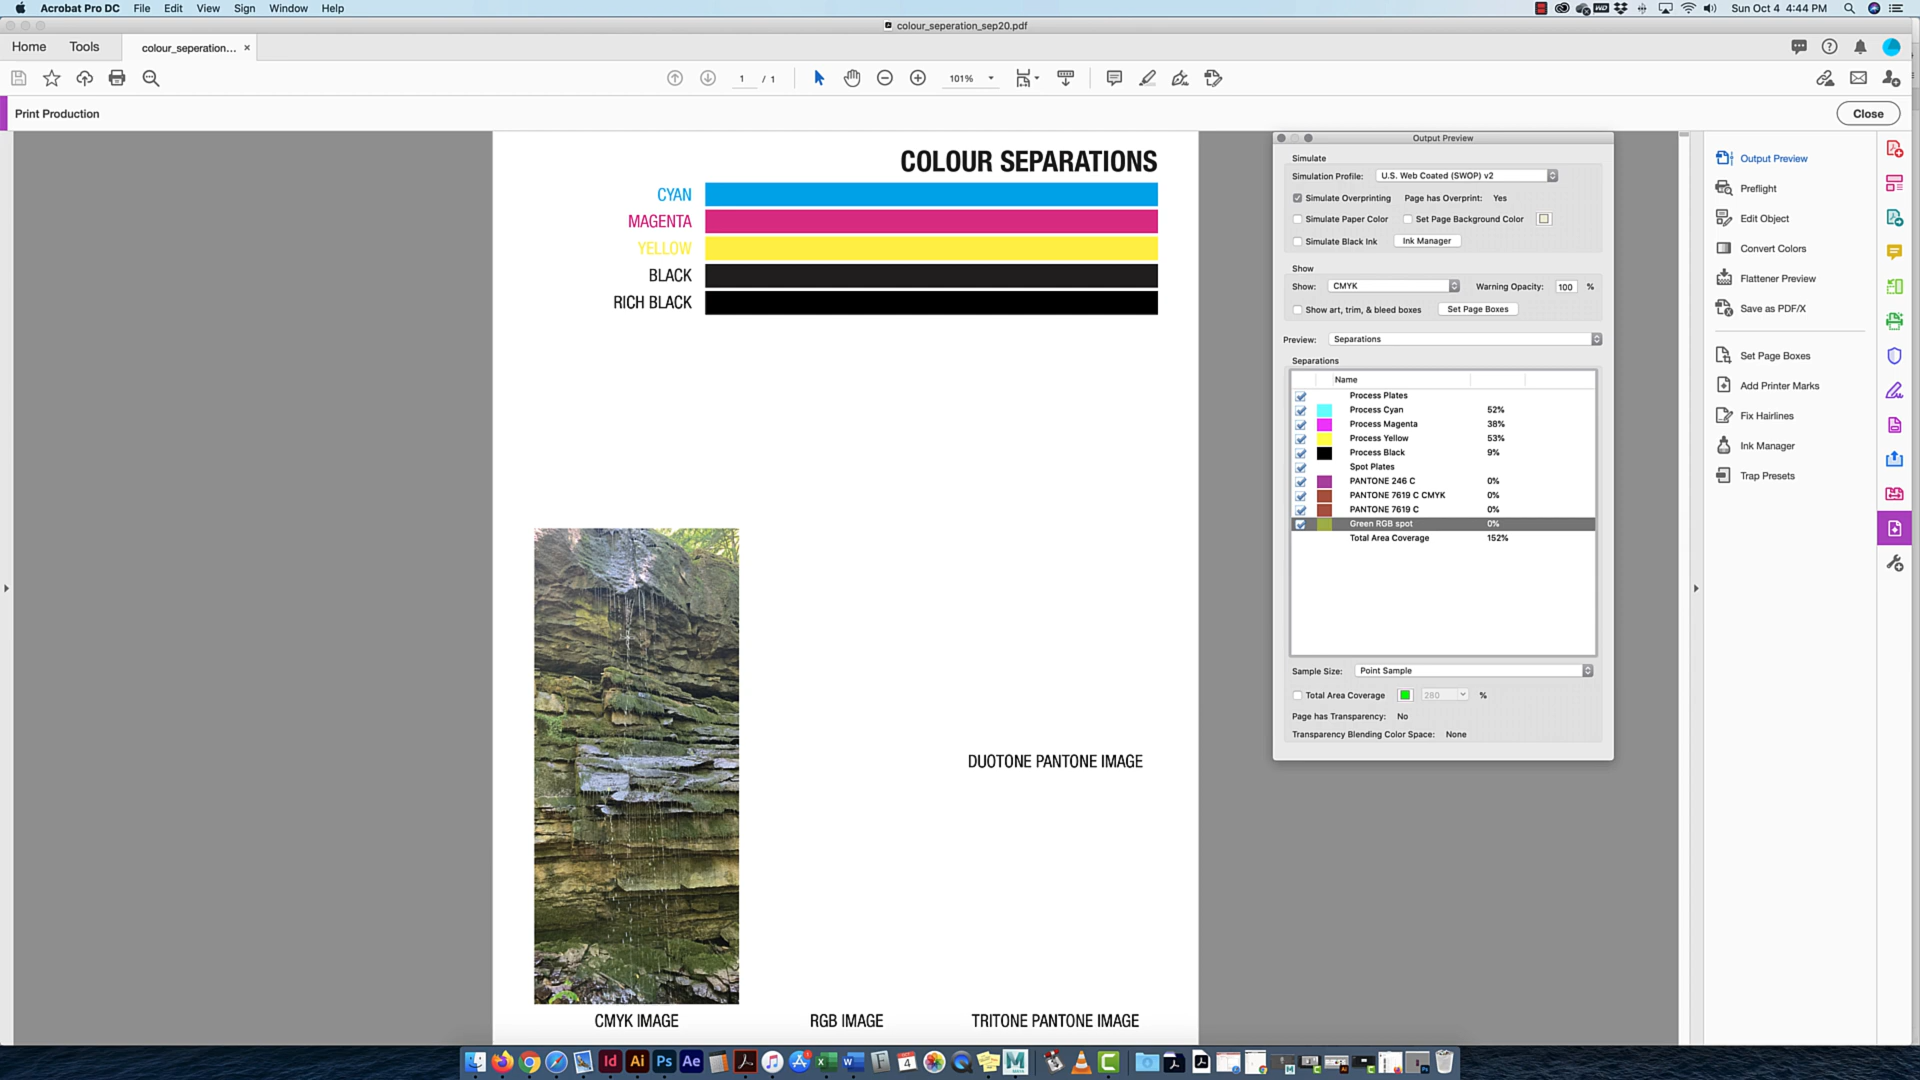 Acrobat Pro DC File Edit View Sign Window Help Sun Oct 4 4:44 PM
colour_seperation_sep20.pdf
Home Tools colour_seperation... ×
1 / 1 101%
Print Production Close
COLOUR SEPARATIONS
CYAN
MAGENTA
YELLOW
BLACK
RICH BLACK
DUOTONE PANTONE IMAGE
CMYK IMAGE RGB IMAGE TRITONE PANTONE IMAGE
Output Preview
Simulate
Simulation Profile: U.S. Web Coated (SWOP) v2
Simulate Overprinting Page has Overprint: Yes
Simulate Paper Color Set Page Background Color
Simulate Black Ink Ink Manager
Show
Show: CMYK Warning Opacity: 100 %
Show art, trim, & bleed boxes Set Page Boxes
Preview: Separations
Separations
Name
Process Plates
Process Cyan 52%
Process Magenta 38%
Process Yellow 53%
Process Black 9%
Spot Plates
PANTONE 246 C 0%
PANTONE 7619 C CMYK 0%
PANTONE 7619 C 0%
Green RGB spot 0%
Total Area Coverage 152%
Sample Size: Point Sample
Total Area Coverage 280 %
Page has Transparency: No
Transparency Blending Color Space: None
Output Preview
Preflight
Edit Object
Convert Colors
Flattener Preview
Save as PDF/X
Set Page Boxes
Add Printer Marks
Fix Hairlines
Ink Manager
Trap Presets
Id Ai Ps Ae